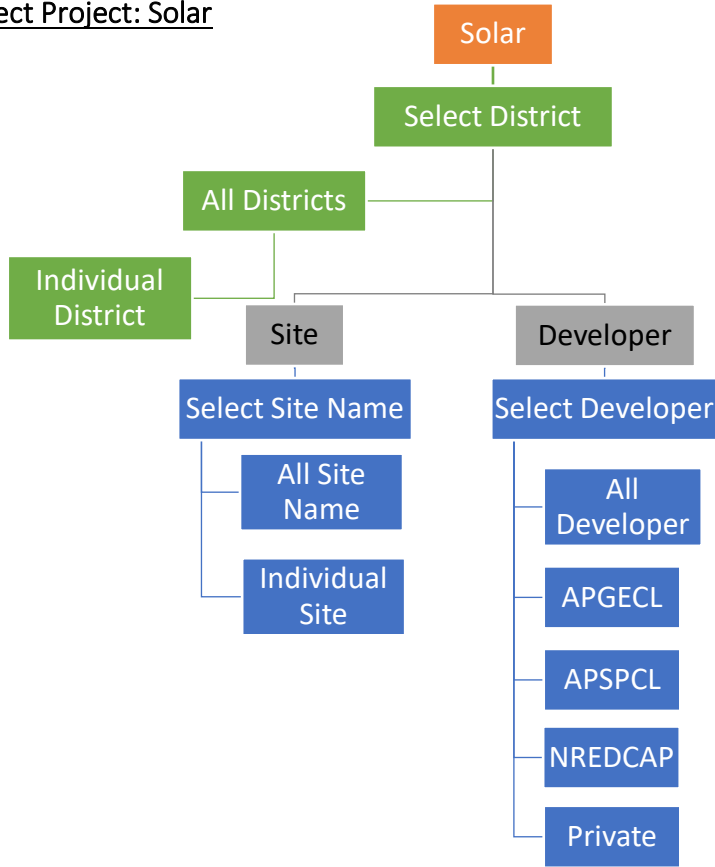 ect Project: Solar
Solar
Select District
All Districts
Individual
District
Site
Developer
Select Site Name
Select Developer
All Site
Name
All
Developer
Individual
Site
APGECL
APSPCL
NREDCAP
Private